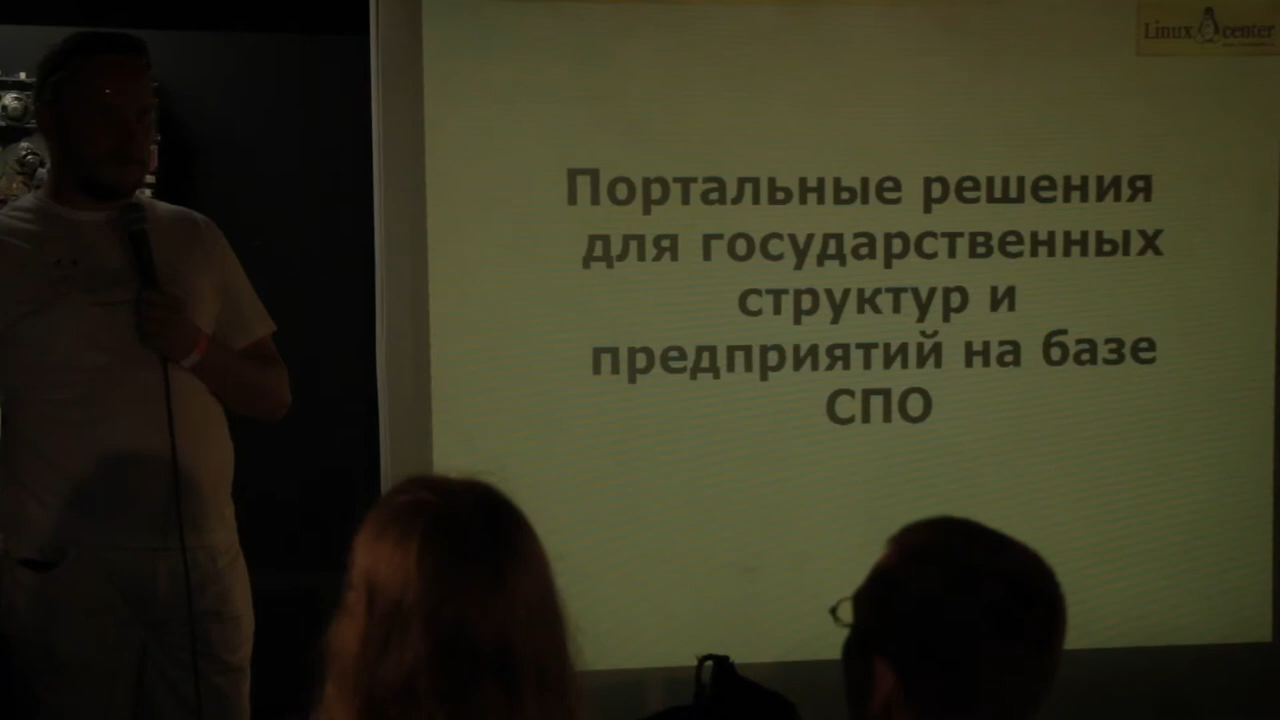 Linux center
Портальные решения
для государственных
структур и
предприятий на базе
СПО